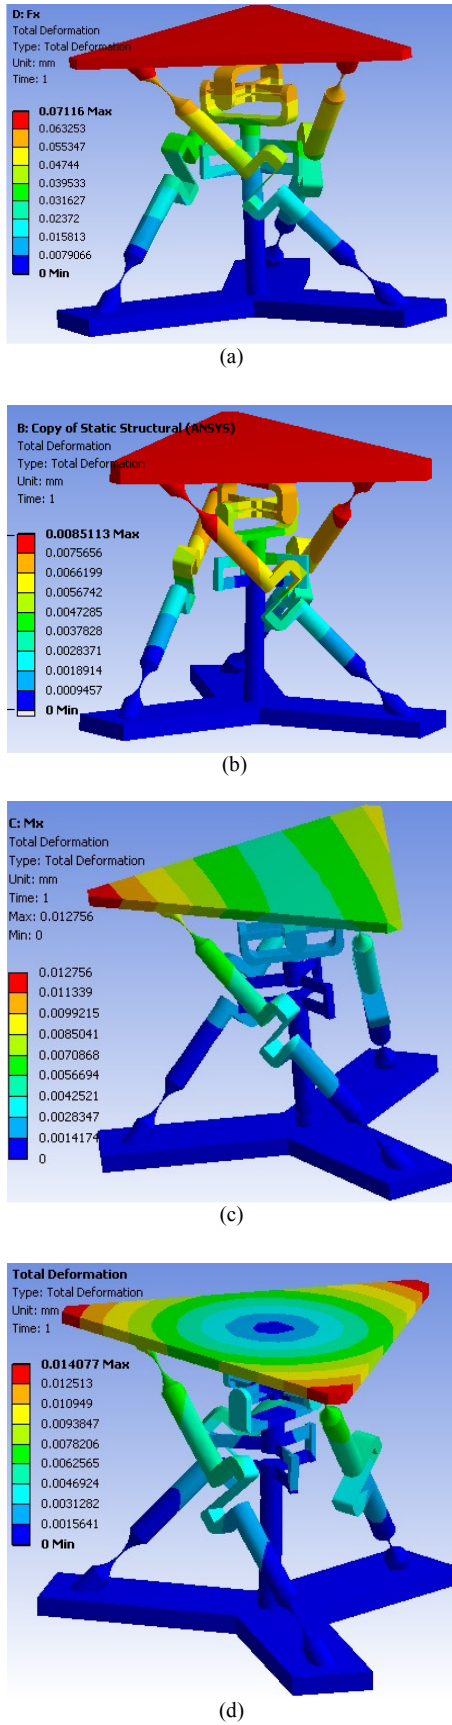 D: Fx
Total Deformation
Type: Total Deformation
Unit: mm
Time: 1
0.07116 Max
0.063253
0.055347
0.04744
0.039533
0.031627
0.02372
0.015813
0.0079066
0 Min
(a)
B: Copy of Static Structural (ANSYS)
Total Deformation
Type: Total Deformation
Unit: mm
Time: 1
0.0085113 Max
0.0075656
0.0066199
0.0056742
0.0047285
0.0037828
0.0028371
0.0018914
0.0009457
0 Min
(b)
C: Mx
Total Deformation
Type: Total Deformation
Unit: mm
Time: 1
Max: 0.012756
Min: 0
0.012756
0.011339
0.0099215
0.0085041
0.0070868
0.0056694
0.0042521
0.0028347
0.0014174
0
(c)
Total Deformation
Type: Total Deformation
Unit: mm
Time: 1
0.014077 Max
0.012513
0.010949
0.0093847
0.0078206
0.0062565
0.0046924
0.0031282
0.0015641
0 Min
(d)